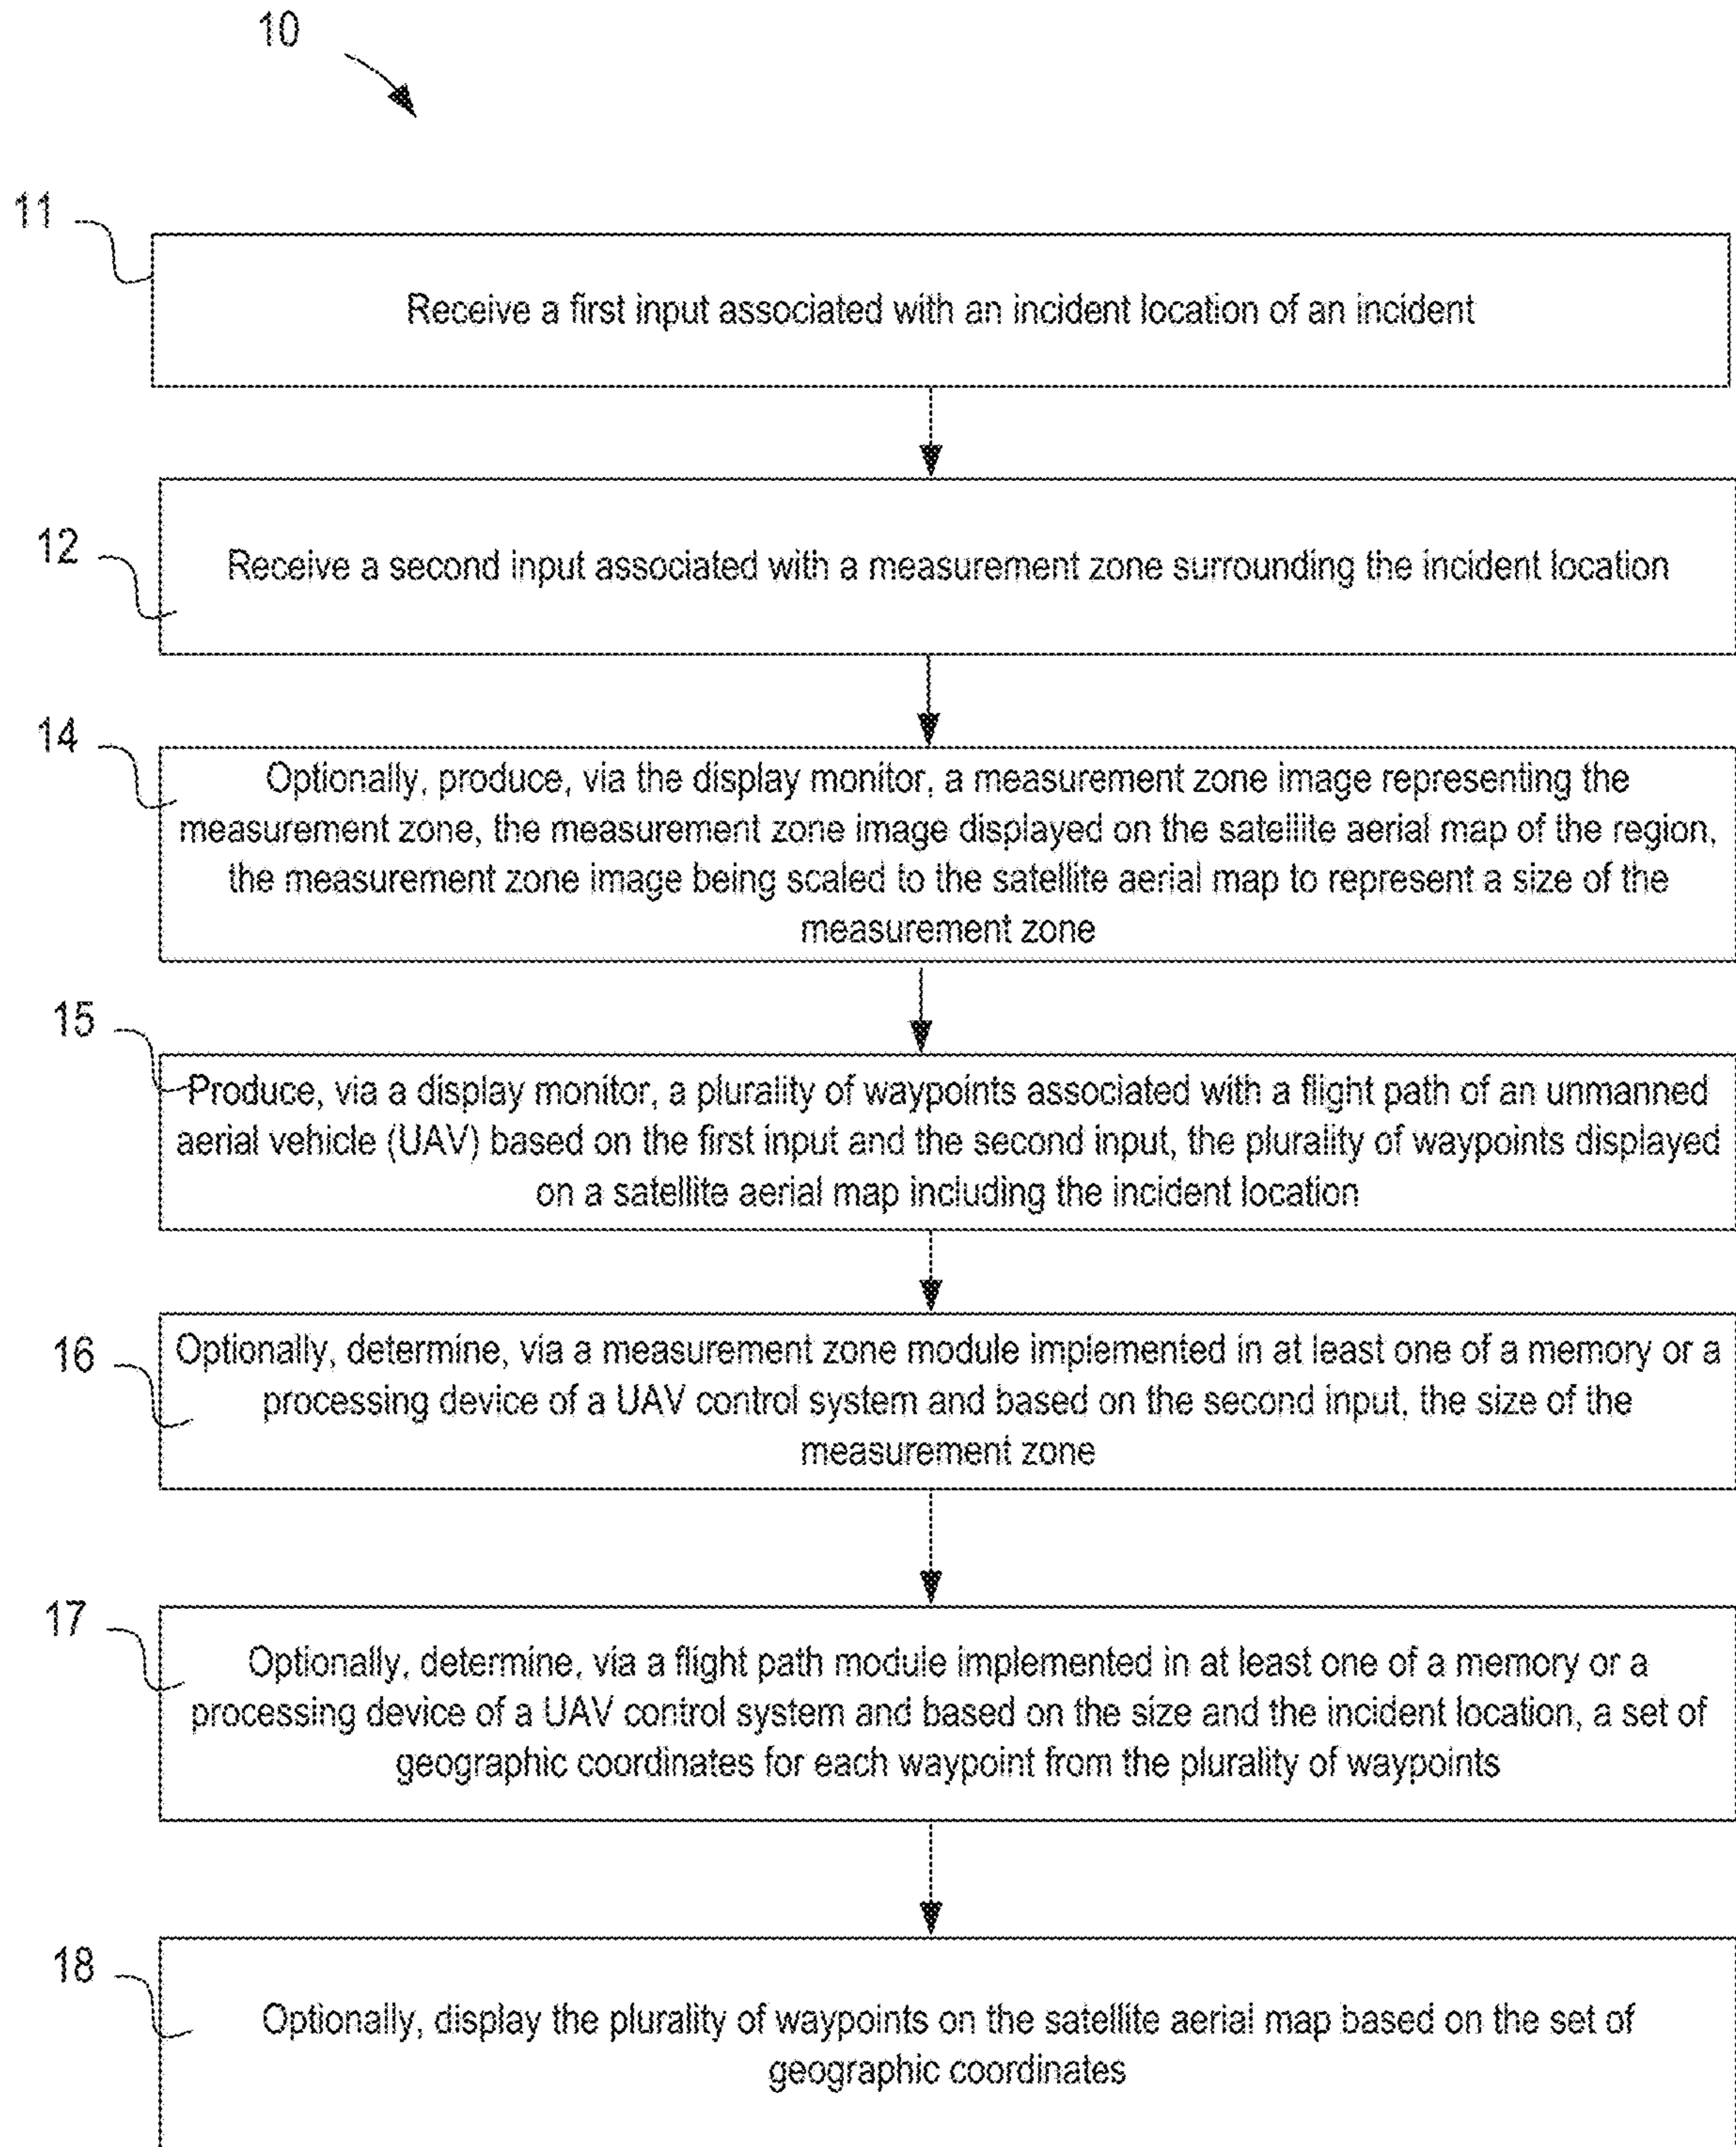 10
11
Receive a first input associated with an incident location of an incident
12
Receive a second input associated with a measurement zone surrounding the incident location
14
Optionally, produce, via the display monitor, a measurement zone image representing the
measurement zone, the measurement zone image displayed on the satellite aerial map of the region,
the measurement zone image being scaled to the satellite aerial map to represent a size of the
measurement zone
15
Produce, via a display monitor, a plurality of waypoints associated with a flight path of an unmanned
aerial vehicle (UAV) based on the first input and the second input, the plurality of waypoints displayed
on a satellite aerial map including the incident location
16
Optionally, determine, via a measurement zone module implemented in at least one of a memory or a
processing device of a UAV control system and based on the second input, the size of the
measurement zone
17
Optionally, determine, via a flight path module implemented in at least one of a memory or a
processing device of a UAV control system and based on the size and the incident location, a set of
geographic coordinates for each waypoint from the plurality of waypoints
18
Optionally, display the plurality of waypoints on the satellite aerial map based on the set of
geographic coordinates